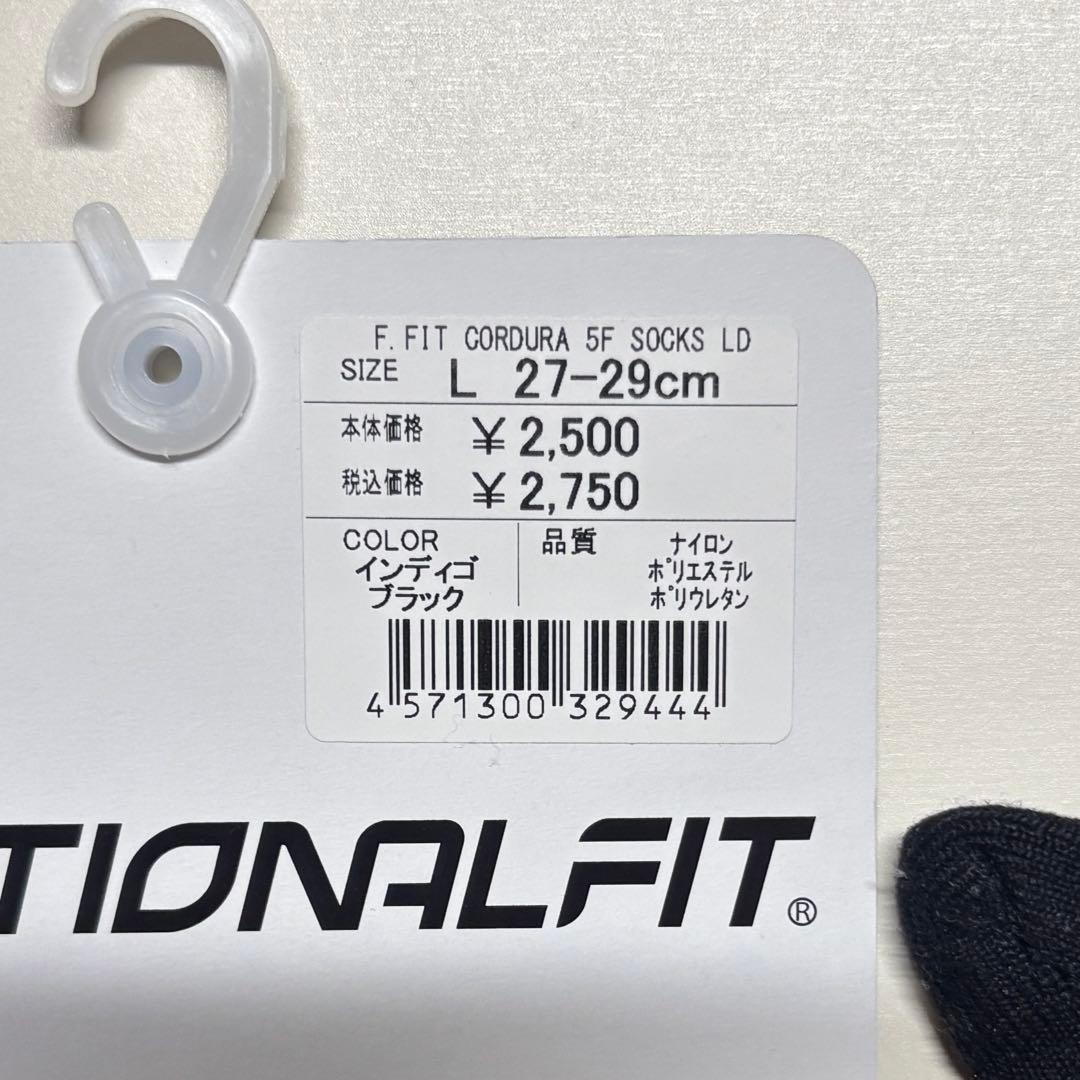 F.FIT CORDURA 5F SOCKS LD
SIZE L 27-29cm
本体価格 ¥2,500
税込価格 ¥2,750
COLOR
インディゴ
ブラック
品質 ナイロン
ポリエステル
ポリウレタン
4 571300 329444
TIONALFIT®